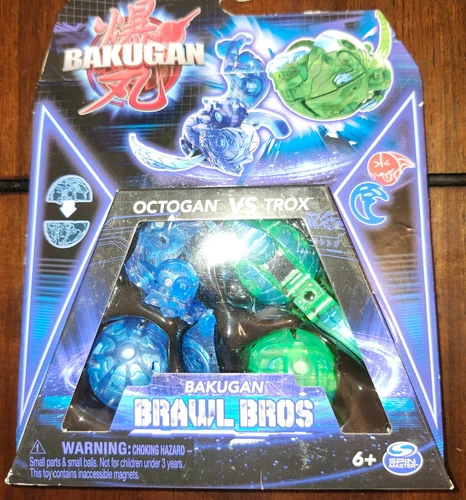 爆丸
BAKUGAN
OCTOGAN VS TROX
BAKUGAN
BRAWL BROS
WARNING: CHOKING HAZARD
Small parts & small balls. Not for children under 3 years.
This toy contains inaccessible magnets.
6+
SPIN
MASTER